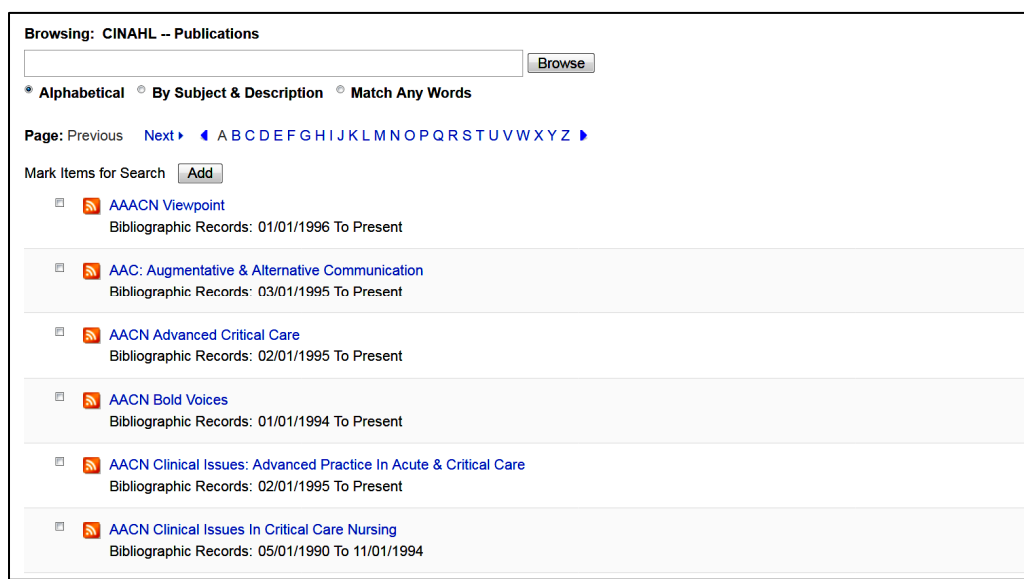 Browsing: CINAHL -- Publications
Browse
Alphabetical By Subject & Description Match Any Words
Page: Previous Next A B C D E F G H I J K L M N O P Q R S T U V W X Y Z
Mark Items for Search Add
AAACN Viewpoint
Bibliographic Records: 01/01/1996 To Present
AAC: Augmentative & Alternative Communication
Bibliographic Records: 03/01/1995 To Present
AACN Advanced Critical Care
Bibliographic Records: 02/01/1995 To Present
AACN Bold Voices
Bibliographic Records: 01/01/1994 To Present
AACN Clinical Issues: Advanced Practice In Acute & Critical Care
Bibliographic Records: 02/01/1995 To Present
AACN Clinical Issues In Critical Care Nursing
Bibliographic Records: 05/01/1990 To 11/01/1994